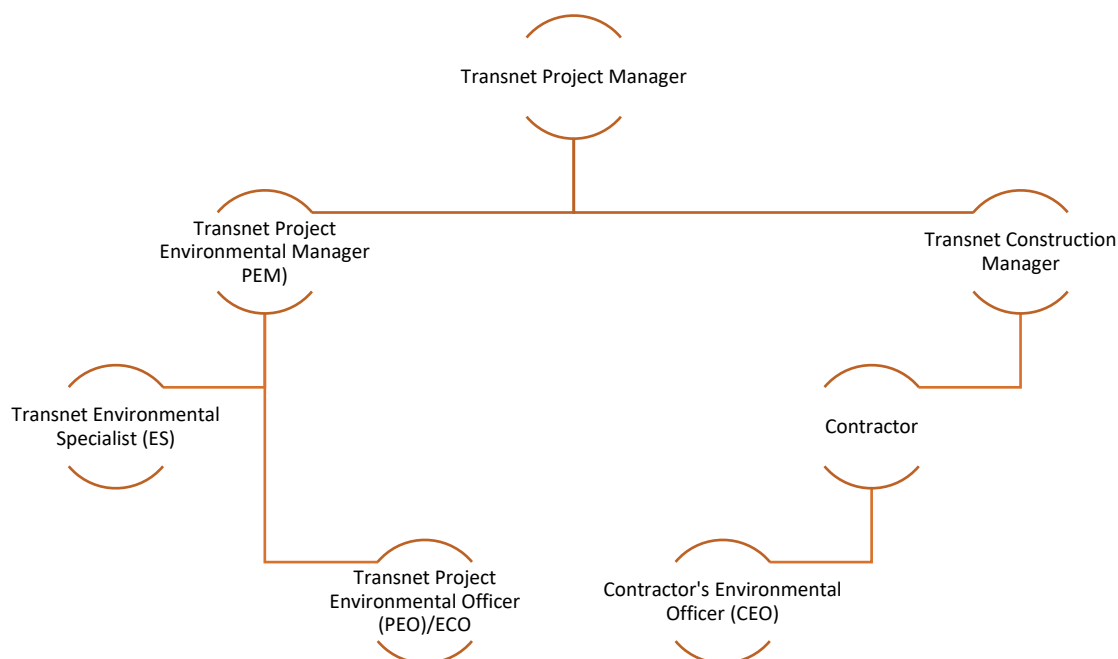 Transnet Project Manager
Transnet Project
Environmental Manager
PEM)
Transnet Construction
Manager
Transnet Environmental
Specialist (ES)
Contractor
Transnet Project
Environmental Officer
(PEO)/ECO
Contractor's Environmental
Officer (CEO)